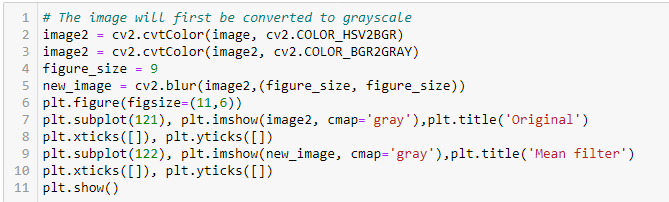 1 # The image will first be converted to grayscale
2 image2 = cv2.cvtColor(image, cv2.COLOR_HSV2BGR)
3 image2 = cv2.cvtColor(image2, cv2.COLOR_BGR2GRAY)
4 figure_size = 9
5 new_image = cv2.blur(image2,(figure_size, figure_size))
6 plt.figure(figsize=(11,6))
7 plt.subplot(121), plt.imshow(image2, cmap='gray'),plt.title('Original')
8 plt.xticks([]), plt.yticks([])
9 plt.subplot(122), plt.imshow(new_image, cmap='gray'),plt.title('Mean filter')
10 plt.xticks([]), plt.yticks([])
11 plt.show()